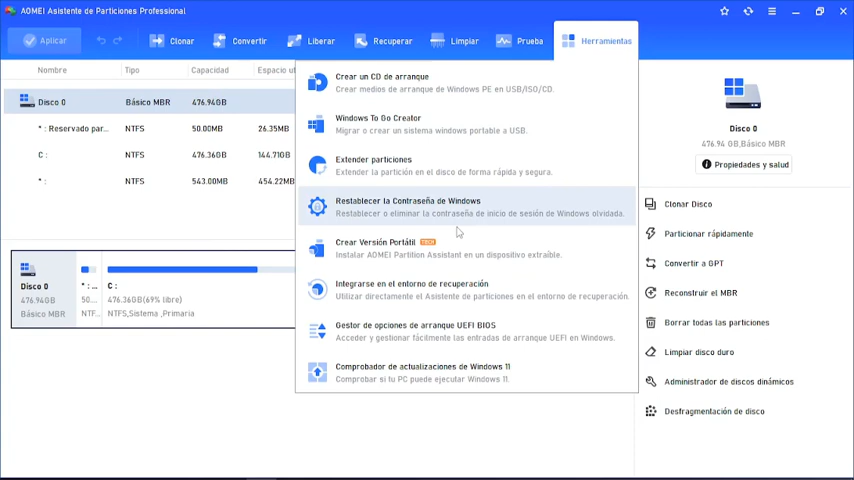 AOMEI Asistente de Particiones Professional
Aplicar
Clonar
Convertir
Liberar
Recuperar
Limpiar
Prueba
Herramientas
Nombre Tipo Capacidad Espacio ut
Disco 0 Básico MBR 476.94GB
* : Reservado par... NTFS 50.00MB 26.35MB
C : NTFS 476.36GB 144.71GB
* : NTFS 543.00MB 454.22MB
Disco 0
476.94GB
Básico MBR
* : ...
50...
NTF...
C :
476.36GB(69% libre)
NTFS,Sistema ,Primaria
Crear un CD de arranque
Crear medios de arranque de Windows PE en USB/ISO/CD.
Windows To Go Creator
Migrar o crear un sistema windows portable a USB.
Extender particiones
Extender la partición en el disco de forma rápida y segura.
Restablecer la Contraseña de Windows
Restablecer o eliminar la contraseña de inicio de sesión de Windows olvidada.
Crear Versión Portátil TECH
Instalar AOMEI Partition Assistant en un dispositivo extraíble.
Integrarse en el entorno de recuperación
Utilizar directamente el Asistente de particiones en el entorno de recuperación.
Gestor de opciones de arranque UEFI BIOS
Acceder y gestionar fácilmente las entradas de arranque UEFI en Windows.
Comprobador de actualizaciones de Windows 11
Comprobar si tu PC puede ejecutar Windows 11.
Disco 0
476.94 GB,Básico MBR
Propiedades y salud
Clonar Disco
Particionar rápidamente
Convertir a GPT
Reconstruir el MBR
Borrar todas las particiones
Limpiar disco duro
Administrador de discos dinámicos
Desfragmentación de disco